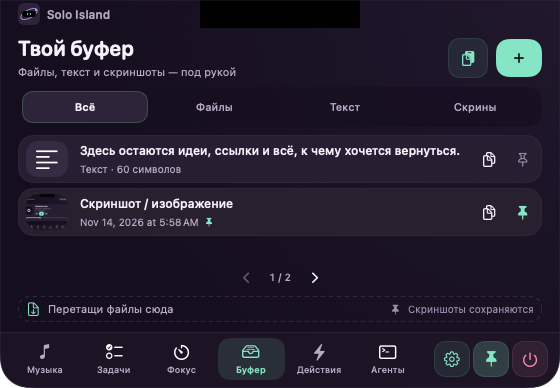 Solo Island
Твой буфер
Файлы, текст и скриншоты — под рукой
Всё
Файлы
Текст
Скрины
Здесь остаются идеи, ссылки и всё, к чему хочется вернуться.
Текст · 60 символов
Скриншот / изображение
Nov 14, 2026 at 5:58 AM
1 / 2
Перетащи файлы сюда
Скриншоты сохраняются
Музыка
Задачи
Фокус
Буфер
Действия
Агенты